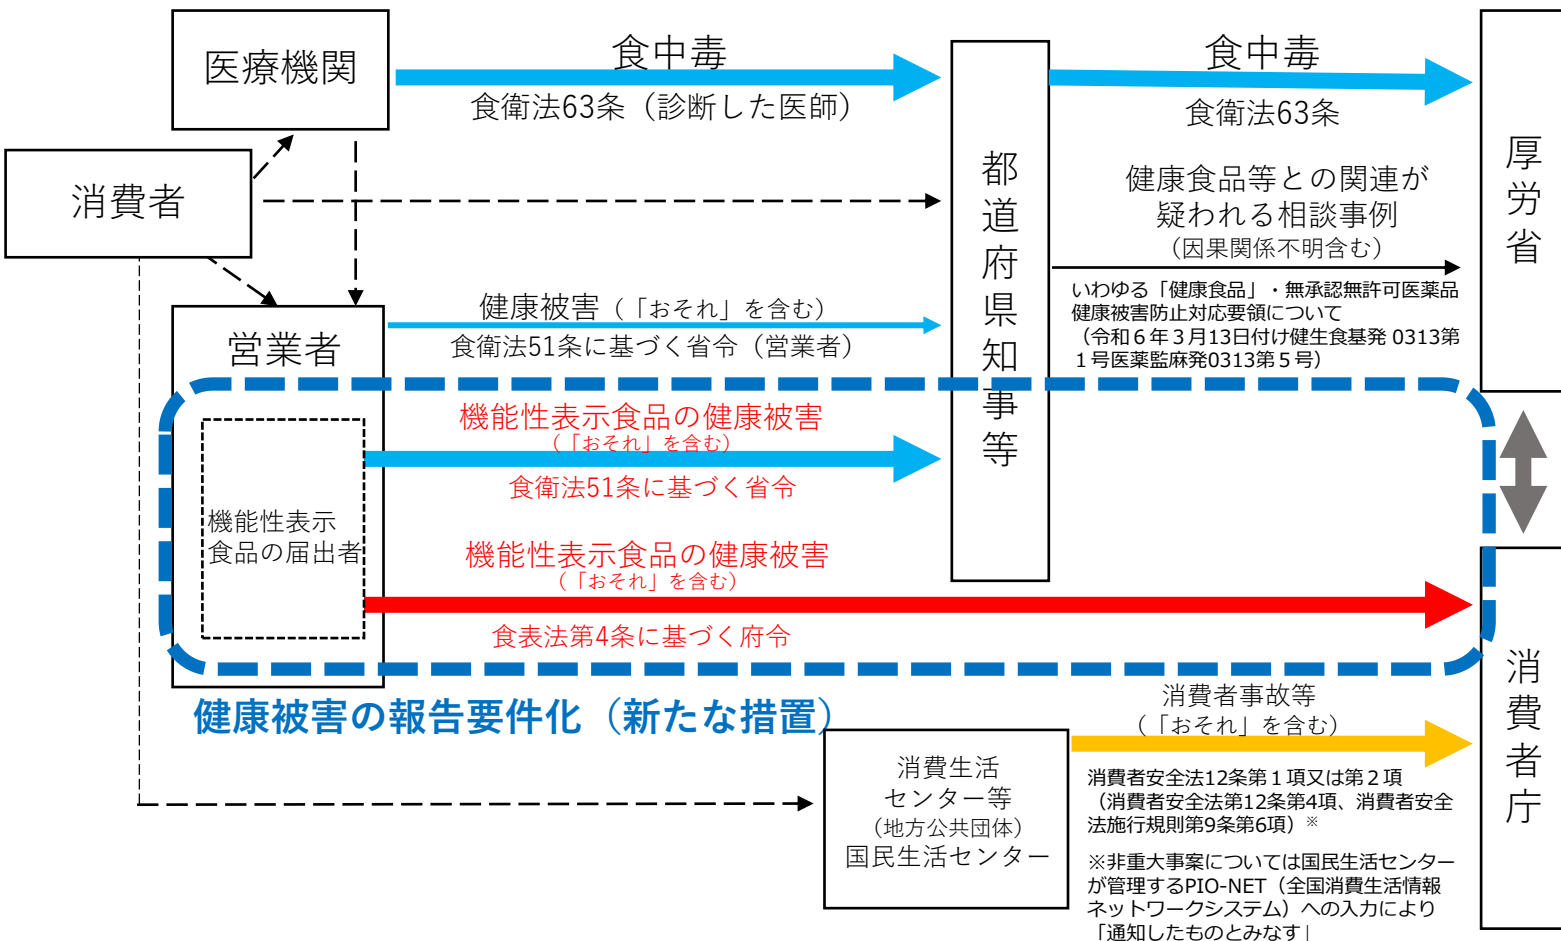 医療機関
食中毒
食衛法63条（診断した医師）
食中毒
食衛法63条
厚労省
消費者
都道府県知事等
健康食品等との関連が
疑われる相談事例
（因果関係不明含む）
いわゆる「健康食品」・無承認無許可医薬品
健康被害防止対応要領について
（令和６年３月13日付け健生食基発 0313第
１号医薬監麻発0313第５号）
営業者
健康被害（「おそれ」を含む）
食衛法51条に基づく省令（営業者）
機能性表示食品の健康被害
（「おそれ」を含む）
食衛法51条に基づく省令
機能性表示
食品の届出者
機能性表示食品の健康被害
（「おそれ」を含む）
食表法第4条に基づく府令
健康被害の報告要件化（新たな措置）
消費者庁
消費者事故等
（「おそれ」を含む）
消費生活
センター等
（地方公共団体）
国民生活センター
消費者安全法12条第１項又は第２項
（消費者安全法第12条第4項、消費者安全
法施行規則第9条第6項）※
※非重大事案については国民生活センター
が管理するPIO-NET（全国消費生活情報
ネットワークシステム）への入力により
「通知したものとみなす」